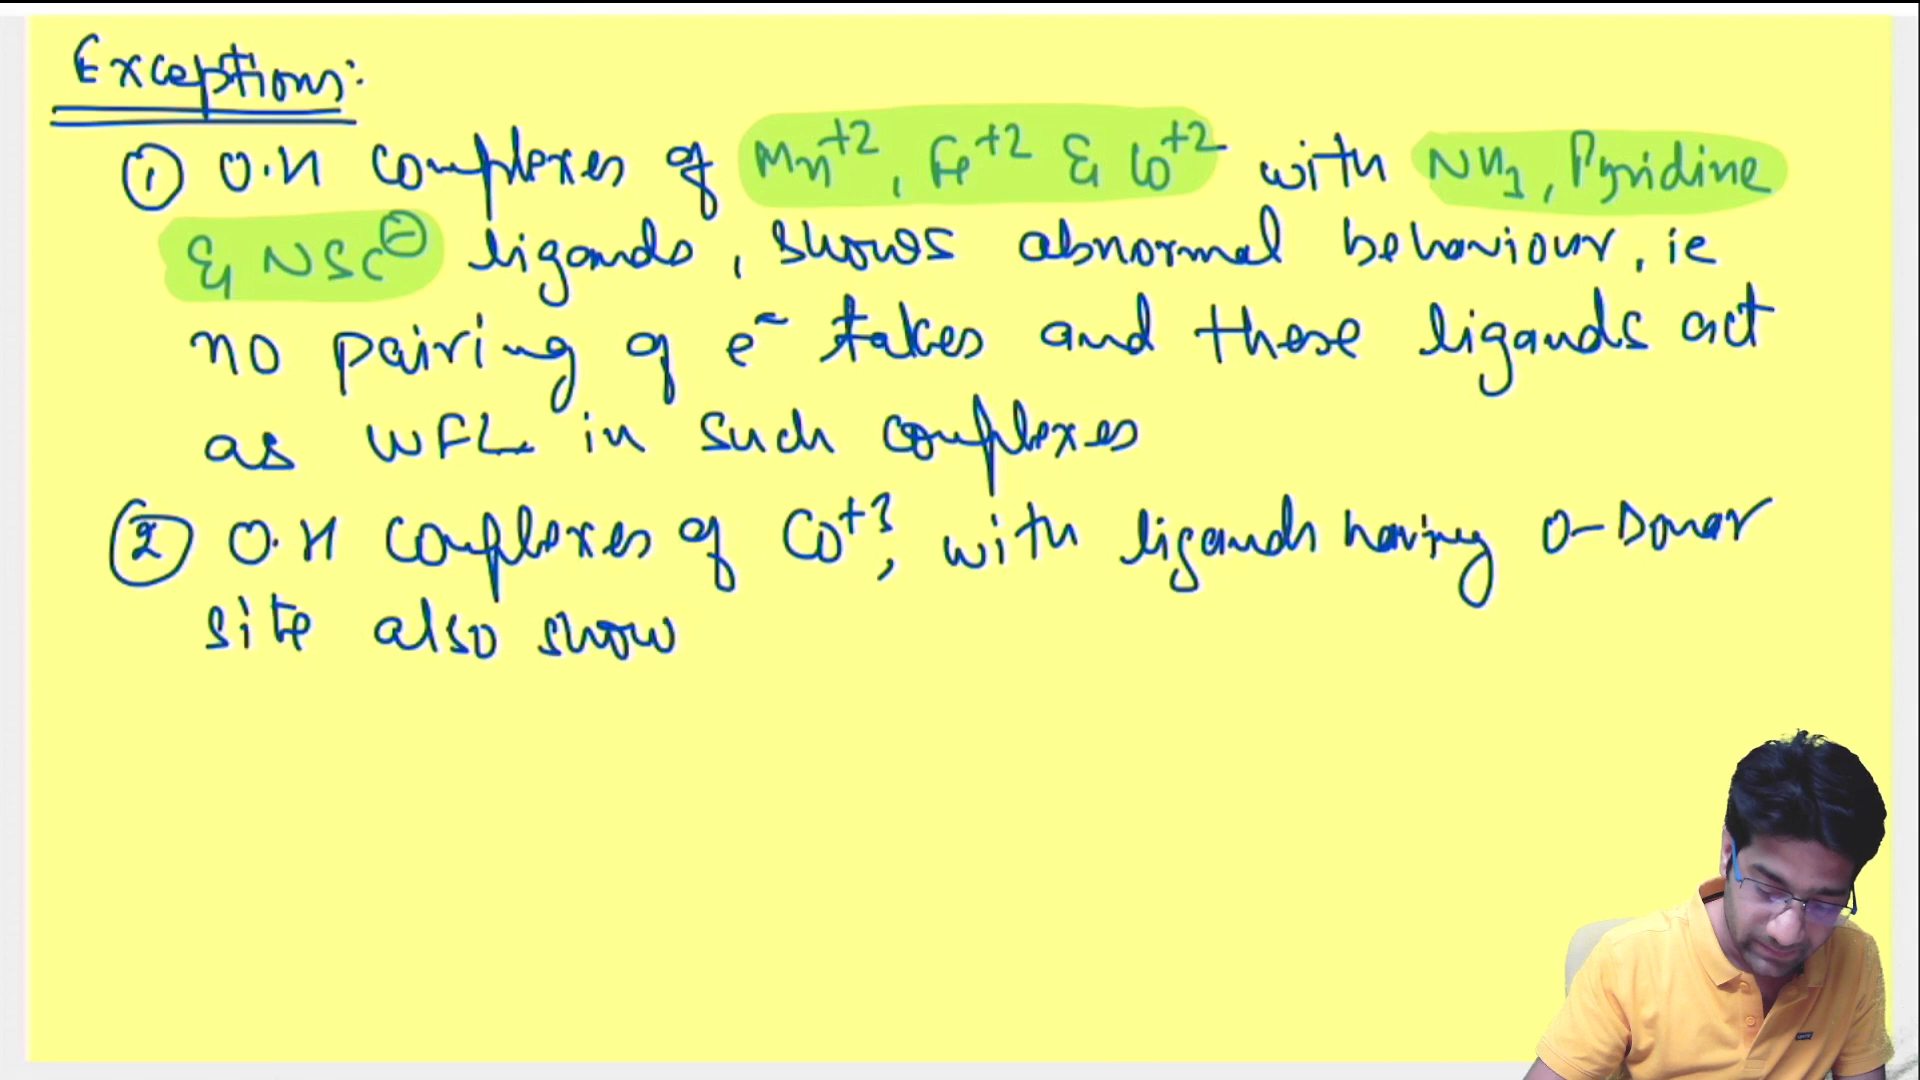 Exceptions:
① O.H complexes of Mn+2, Fe+2 & Co+2 with NH3, Pyridine
& NSC⊖ ligands, shows abnormal behaviour, ie
no pairing of e- takes and these ligands act
as WFL in such complexes
② O.H complexes of Co+3, with ligands having O-Donar
site also show